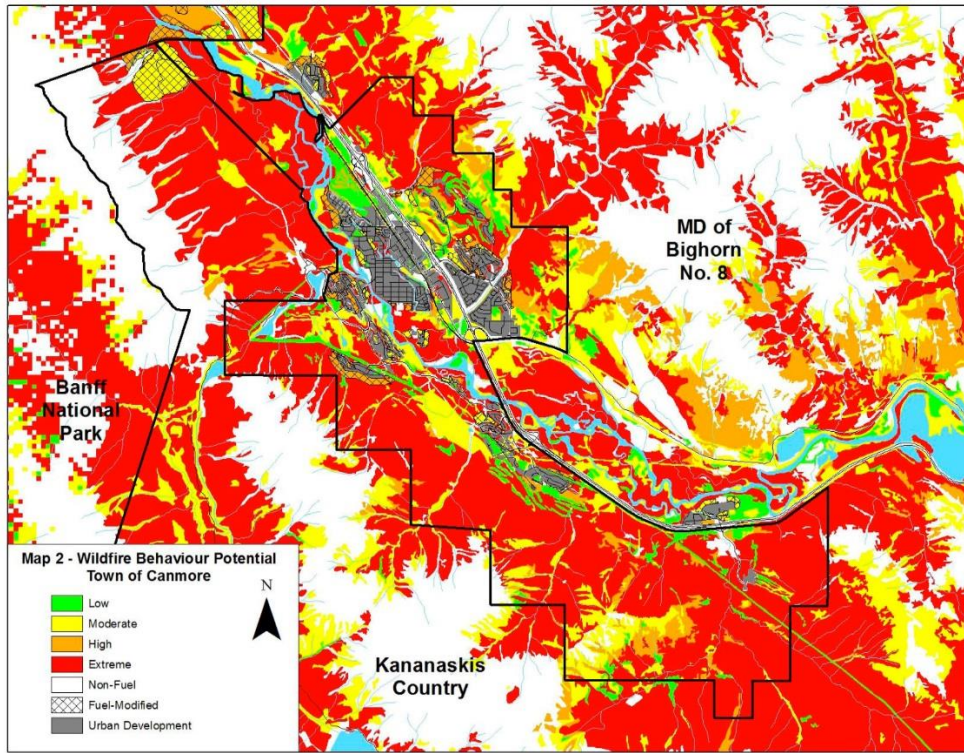 MD of
Bighorn
No. 8
Banff
National
Park
Map 2 - Wildfire Behaviour Potential
Town of Canmore
N
Low
Moderate
High
Extreme
Non-Fuel
Fuel-Modified
Urban Development
Kananaskis
Country